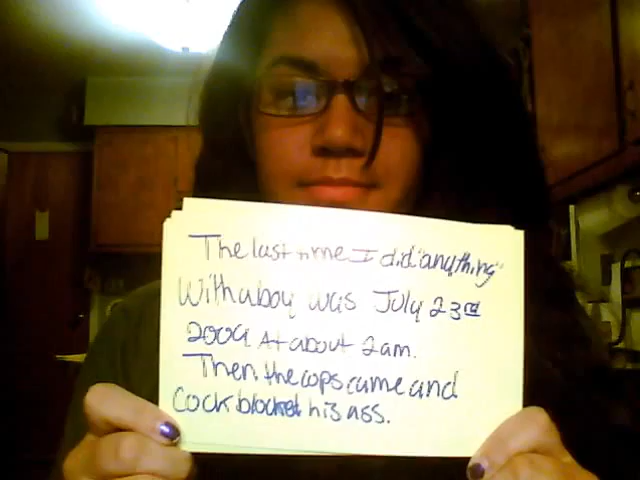 The last time I did "anything"
With a boy was July 23rd
2009 At about 2am.
Then, the cops came and
Cock blocked his ass.